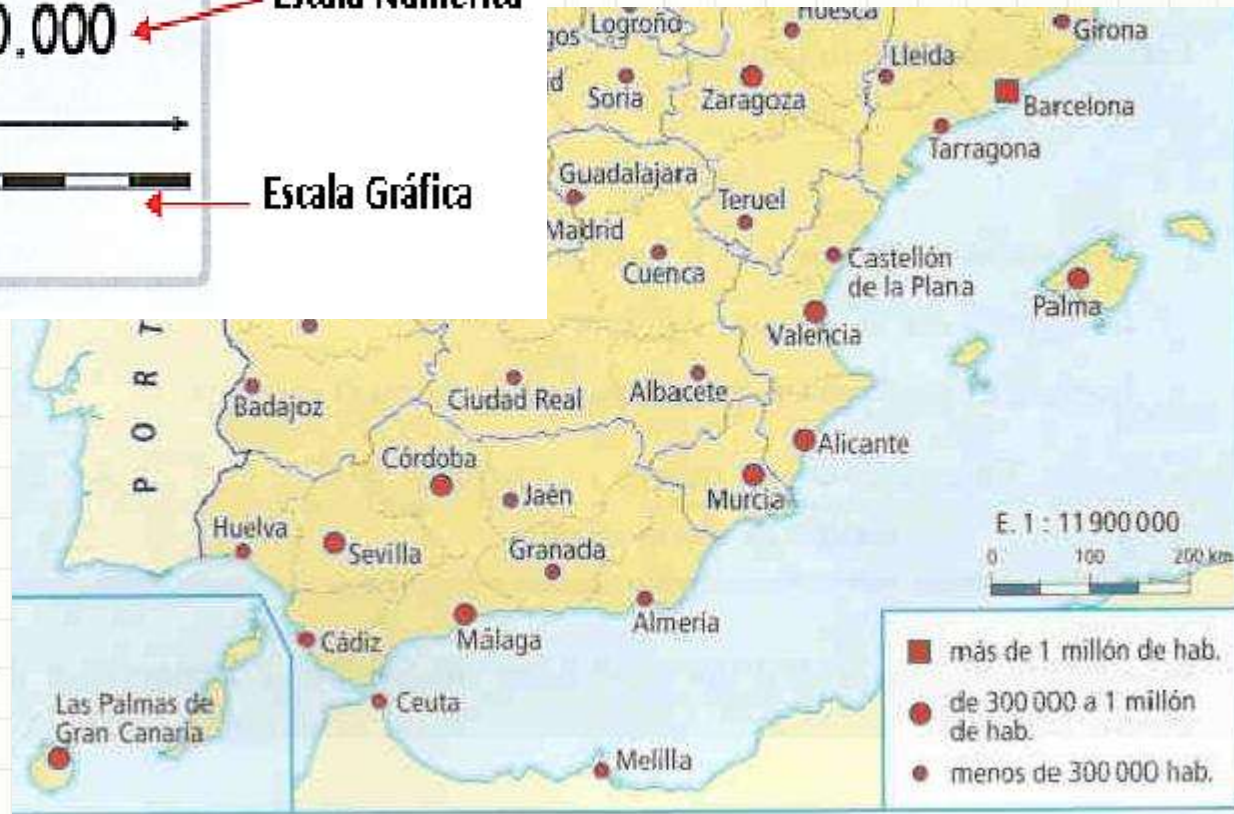 Escala Numérica
0.000
Escala Gráfica
Logroño
Huesca
Girona
gos
Lleida
d
Soria
Zaragoza
Barcelona
Tarragona
Guadalajara
Teruel
Madrid
Cuenca
Castellón
de la Plana
Palma
Valencia
PORT
Badajoz
Ciudad Real
Albacete
Alicante
Córdoba
Jaén
Murcia
Huelva
Sevilla
Granada
E. 1 : 11 900 000
0 100 200 km
Almería
Málaga
Cádiz
más de 1 millón de hab.
Ceuta
de 300 000 a 1 millón
de hab.
Las Palmas de
Gran Canaria
Melilla
menos de 300 000 hab.